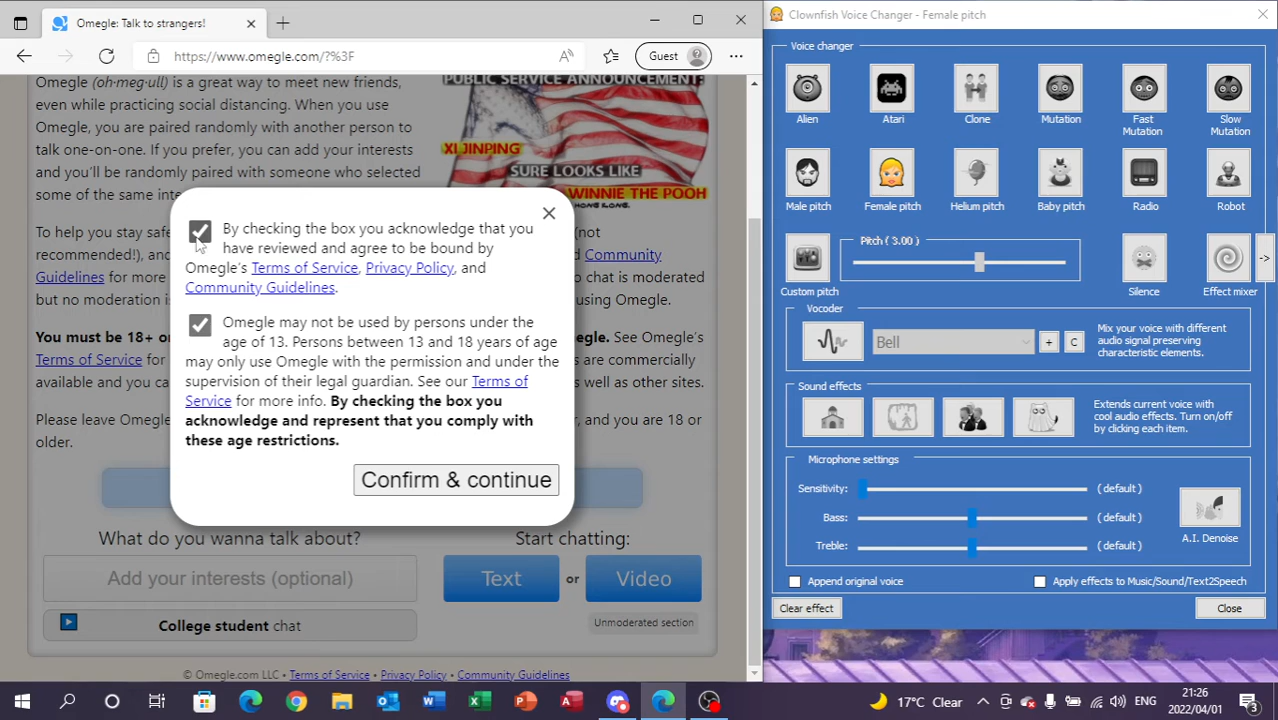 Omegle: Talk to strangers!
https://www.omegle.com/?%3F
Guest
Omegle (oh-meg-ull) is a great way to meet new friends,
even while practicing social distancing. When you use
Omegle, you are paired randomly with another person to
talk one-on-one. If you prefer, you can add your interests
and you'll be randomly paired with someone who selected
some of the same inte
PUBLIC SERVICE ANNOUNCEMENT:
XI JINPING
SURE LOOKS LIKE
WINNIE THE POOH
HONG KONG.
To help you stay safe
(not
recommended!), an
Community
Guidelines for more
o chat is moderated
but no moderation is
using Omegle.
You must be 18+ or
egle. See Omegle's
Terms of Service for
s are commercially
available and you ca
s well as other sites.
Please leave Omegle
, and you are 18 or
older.
By checking the box you acknowledge that you
have reviewed and agree to be bound by
Omegle's Terms of Service, Privacy Policy, and
Community Guidelines.
Omegle may not be used by persons under the
age of 13. Persons between 13 and 18 years of age
may only use Omegle with the permission and under the
supervision of their legal guardian. See our Terms of
Service for more info. By checking the box you
acknowledge and represent that you comply with
these age restrictions.
Confirm & continue
What do you wanna talk about?
Start chatting:
Add your interests (optional)
Text or Video
College student chat
Unmoderated section
© Omegle.com LLC • Terms of Service • Privacy Policy • Community Guidelines
Clownfish Voice Changer - Female pitch
Voice changer
Alien
Atari
Clone
Mutation
Fast
Mutation
Slow
Mutation
Male pitch
Female pitch
Helium pitch
Baby pitch
Radio
Robot
Pitch ( 3.00 )
->
Custom pitch
Silence
Effect mixer
Vocoder
Bell
+
C
Mix your voice with different
audio signal preserving
characteristic elements.
Sound effects
Extends current voice with
cool audio effects. Turn on/off
by clicking each item.
Microphone settings
Sensitivity:
( default )
Bass:
( default )
Treble:
( default )
A.I. Denoise
Append original voice
Apply effects to Music/Sound/Text2Speech
Clear effect
Close
17°C Clear
ENG
21:26
2022/04/01
3